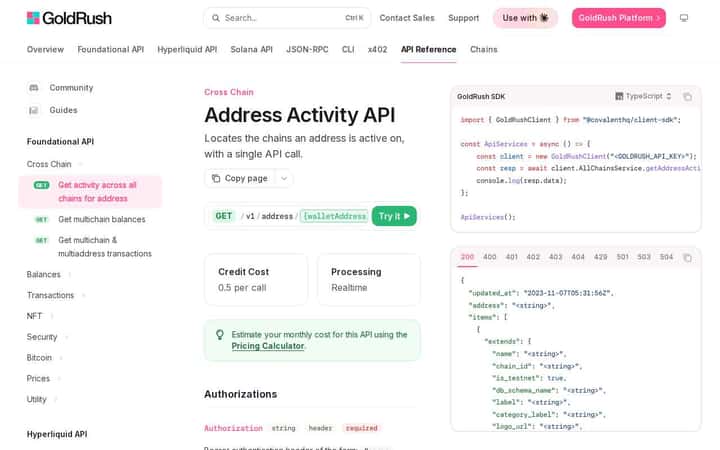 GoldRush
Search...
Ctrl K
Contact Sales
Support
Use with
GoldRush Platform
Overview
Foundational API
Hyperliquid API
Solana API
JSON-RPC
CLI
x402
API Reference
Chains
Community
Guides
Foundational API
Cross Chain
GET Get activity across all
chains for address
GET Get multichain balances
GET Get multichain &
multiaddress transactions
Balances
Transactions
NFT
Security
Bitcoin
Prices
Utility
Hyperliquid API
Cross Chain
Address Activity API
Locates the chains an address is active on,
with a single API call.
Copy page
GET /v1/address/{walletAddress
Try it
Credit Cost
0.5 per call
Processing
Realtime
Estimate your monthly cost for this API using the
Pricing Calculator.
Authorizations
Authorization string header required
GoldRush SDK
TypeScript
import { GoldRushClient } from "@covalenthq/client-sdk";
const ApiServices = async () => {
const client = new GoldRushClient("<GOLDRUSH_API_KEY>");
const resp = await client.AllChainsService.getAddressActi
console.log(resp.data);
};
ApiServices();
200 400 401 402 403 404 429 501 503 504
{
"updated_at": "2023-11-07T05:31:56Z",
"address": "<string>",
"items": [
{
"extends": {
"name": "<string>",
"chain_id": "<string>",
"is_testnet": true,
"db_schema_name": "<string>",
"label": "<string>",
"category_label": "<string>",
"logo_url": "<string>",